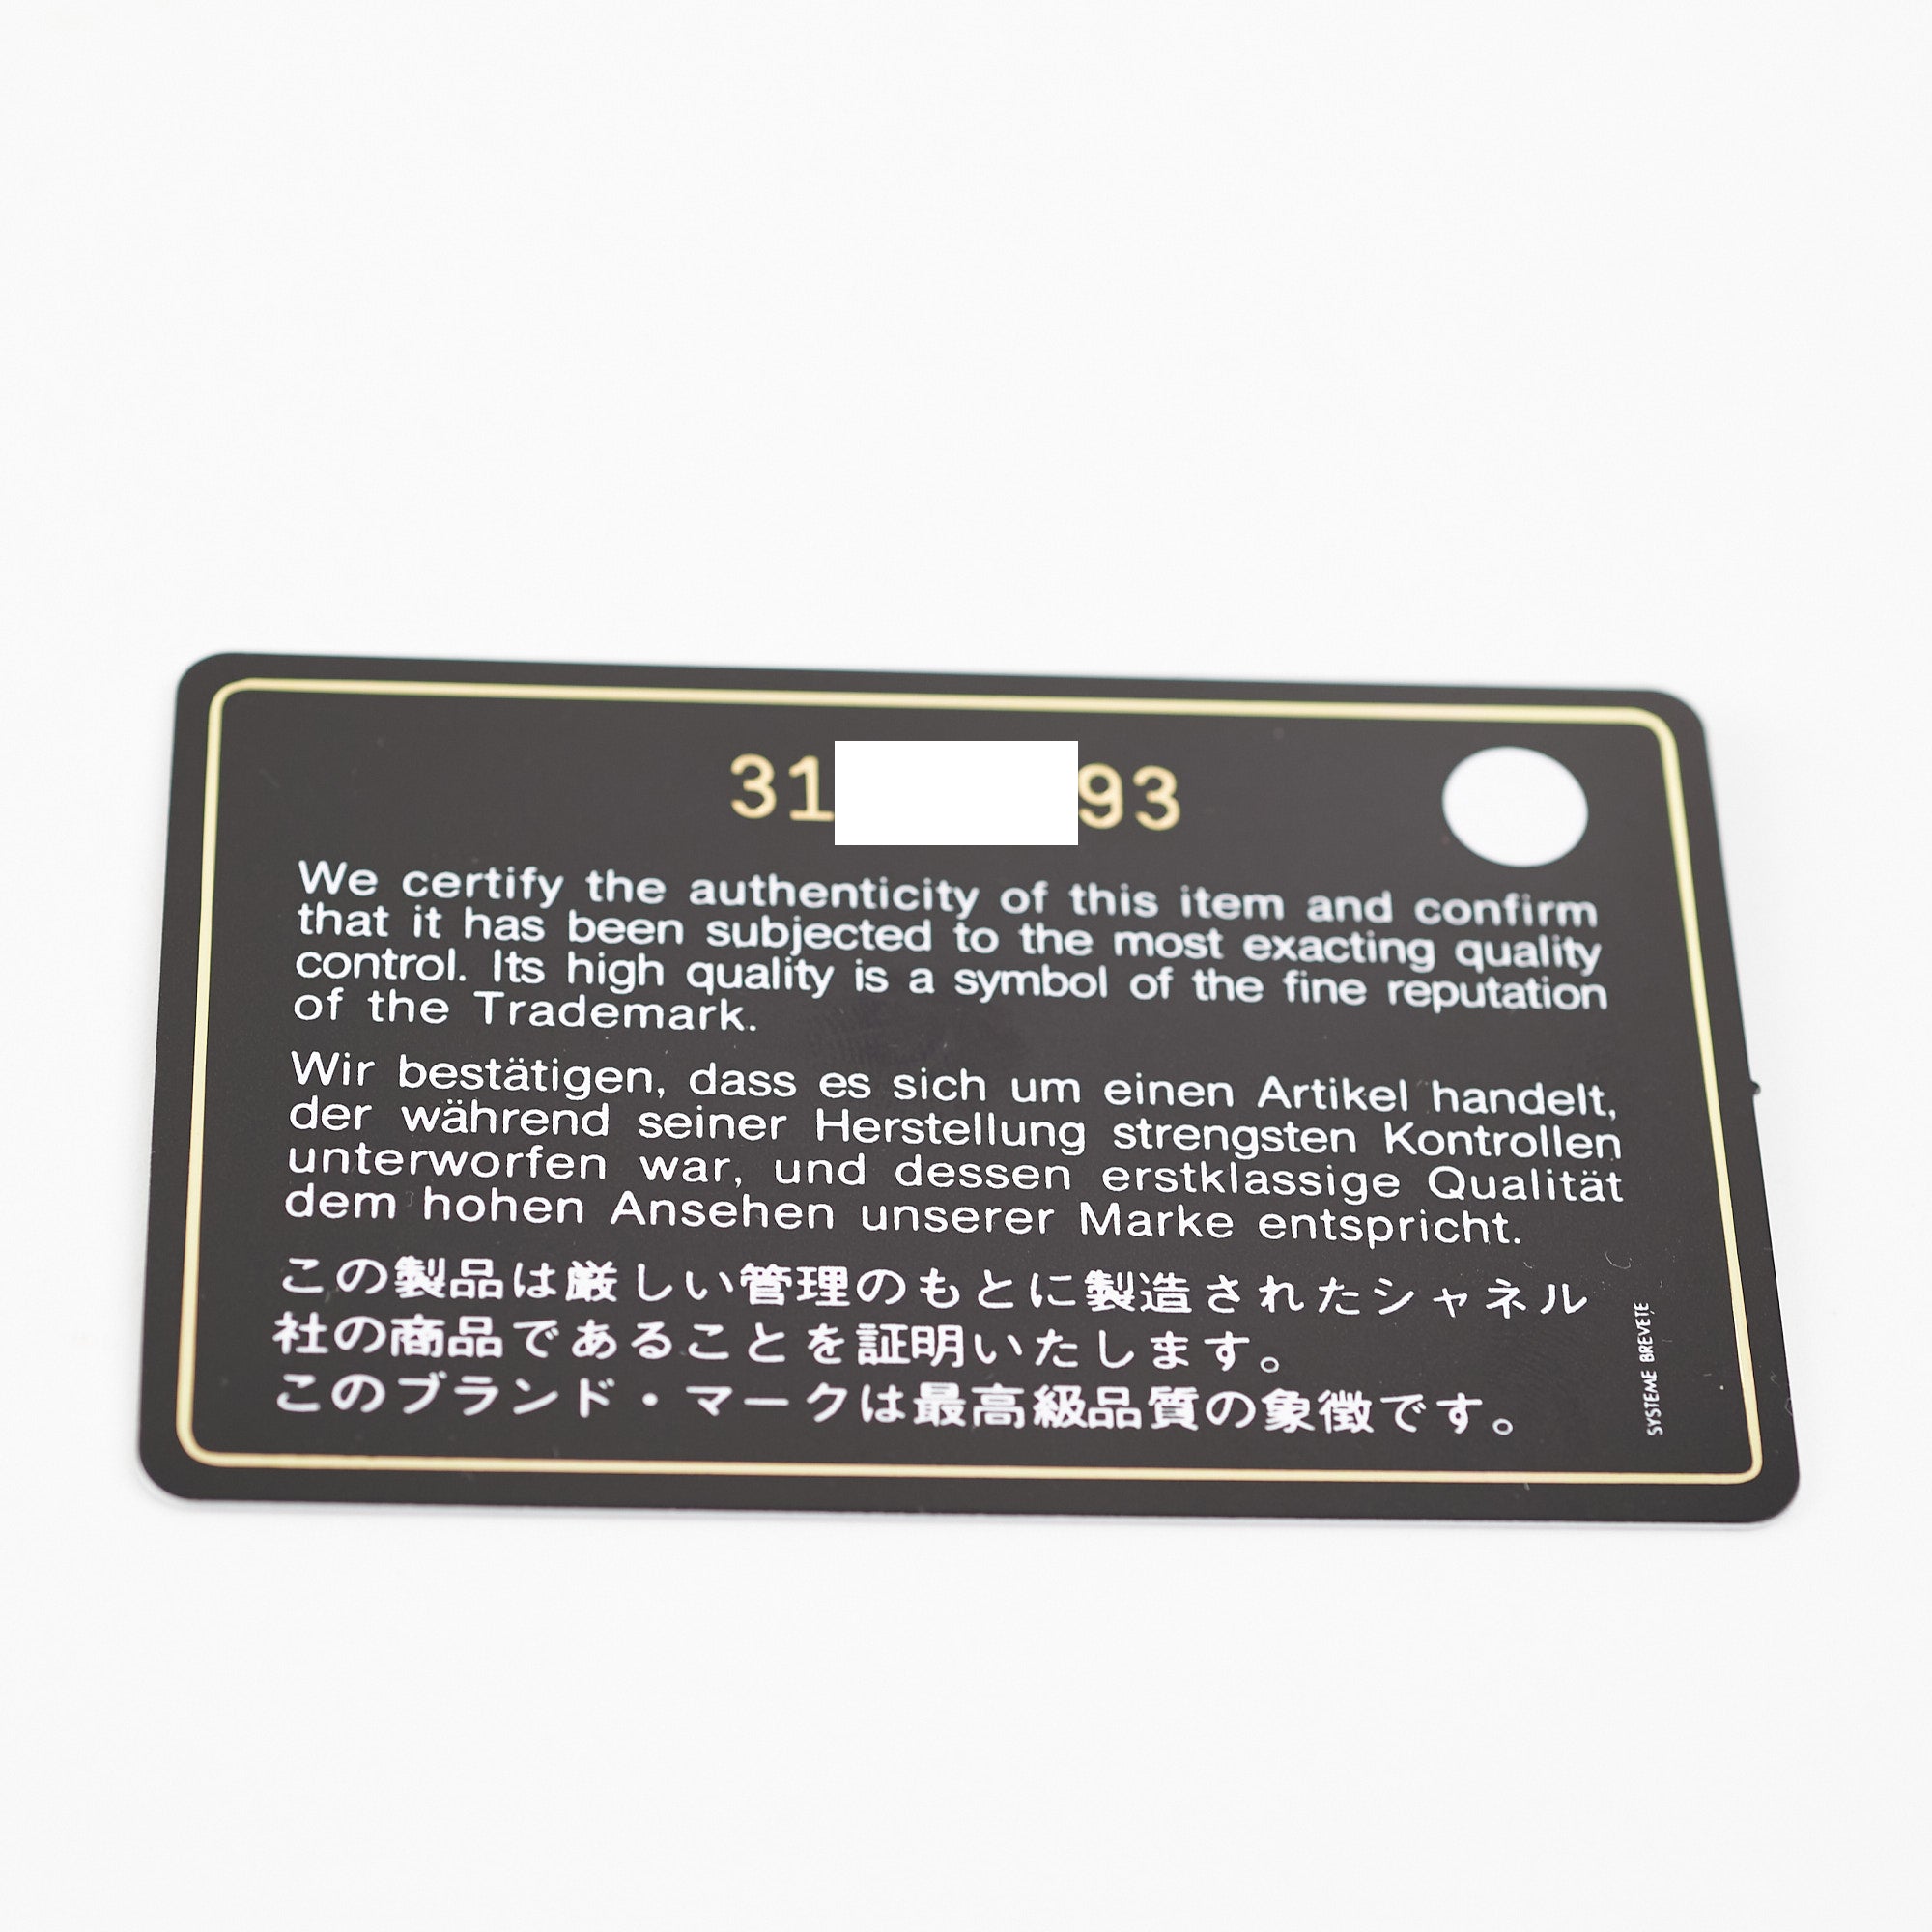 31 93
We certify the authenticity of this item and confirm
that it has been subjected to the most exacting quality
control. Its high quality is a symbol of the fine reputation
of the Trademark.
Wir bestätigen, dass es sich um einen Artikel handelt,
der während seiner Herstellung strengsten Kontrollen
unterworfen war, und dessen erstklassige Qualität
dem hohen Ansehen unserer Marke entspricht.
この製品は厳しい管理のもとに製造されたシャネル
社の商品であることを証明いたします。
このブランド・マークは最高級品質の象徴です。
SYSTEME BREVETE